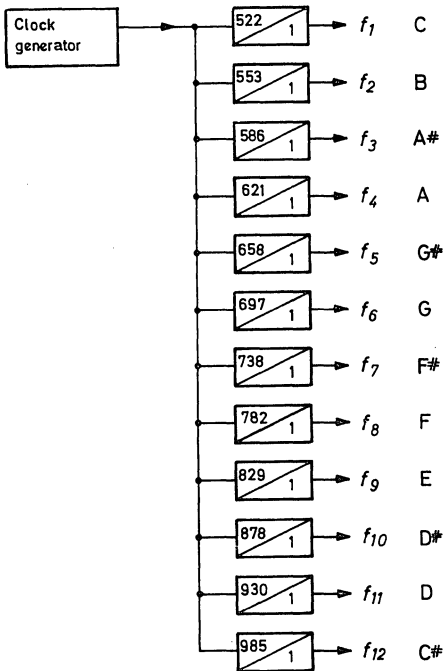 Clock
generator
522 1 f1 C
553 1 f2 B
586 1 f3 A#
621 1 f4 A
658 1 f5 G#
697 1 f6 G
738 1 f7 F#
782 1 f8 F
829 1 f9 E
878 1 f10 D#
930 1 f11 D
985 1 f12 C#